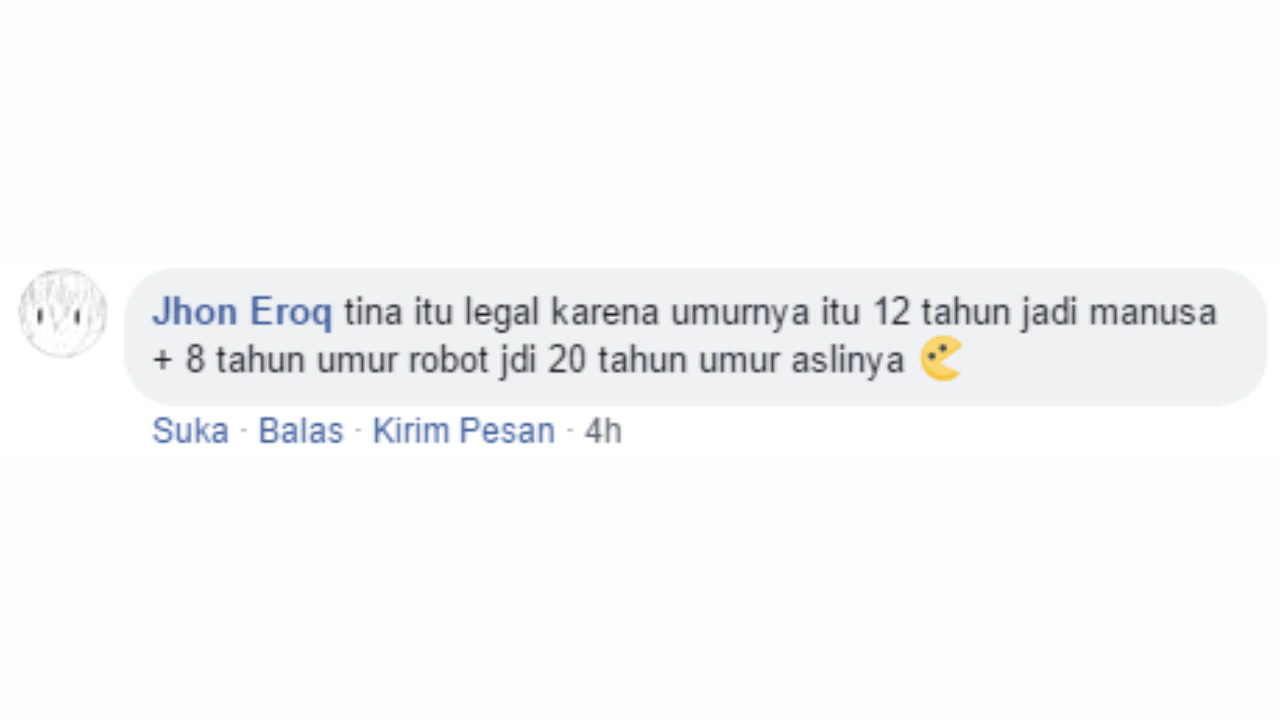 Jhon Eroq tina itu legal karena umurnya itu 12 tahun jadi manusa
+ 8 tahun umur robot jdi 20 tahun umur aslinya
Suka · Balas · Kirim Pesan · 4h